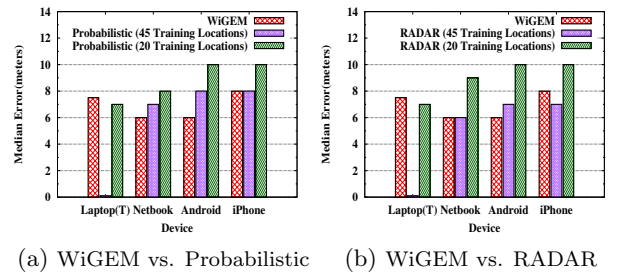 WiGEM
Probabilistic (45 Training Locations)
Probabilistic (20 Training Locations)
14
12
10
8
6
4
2
0
Median Error(meters)
Laptop(T) Netbook Android iPhone
Device
(a) WiGEM vs. Probabilistic
WiGEM
RADAR (45 Training Locations)
RADAR (20 Training Locations)
14
12
10
8
6
4
2
0
Median Error(meters)
Laptop(T) Netbook Android iPhone
Device
(b) WiGEM vs. RADAR